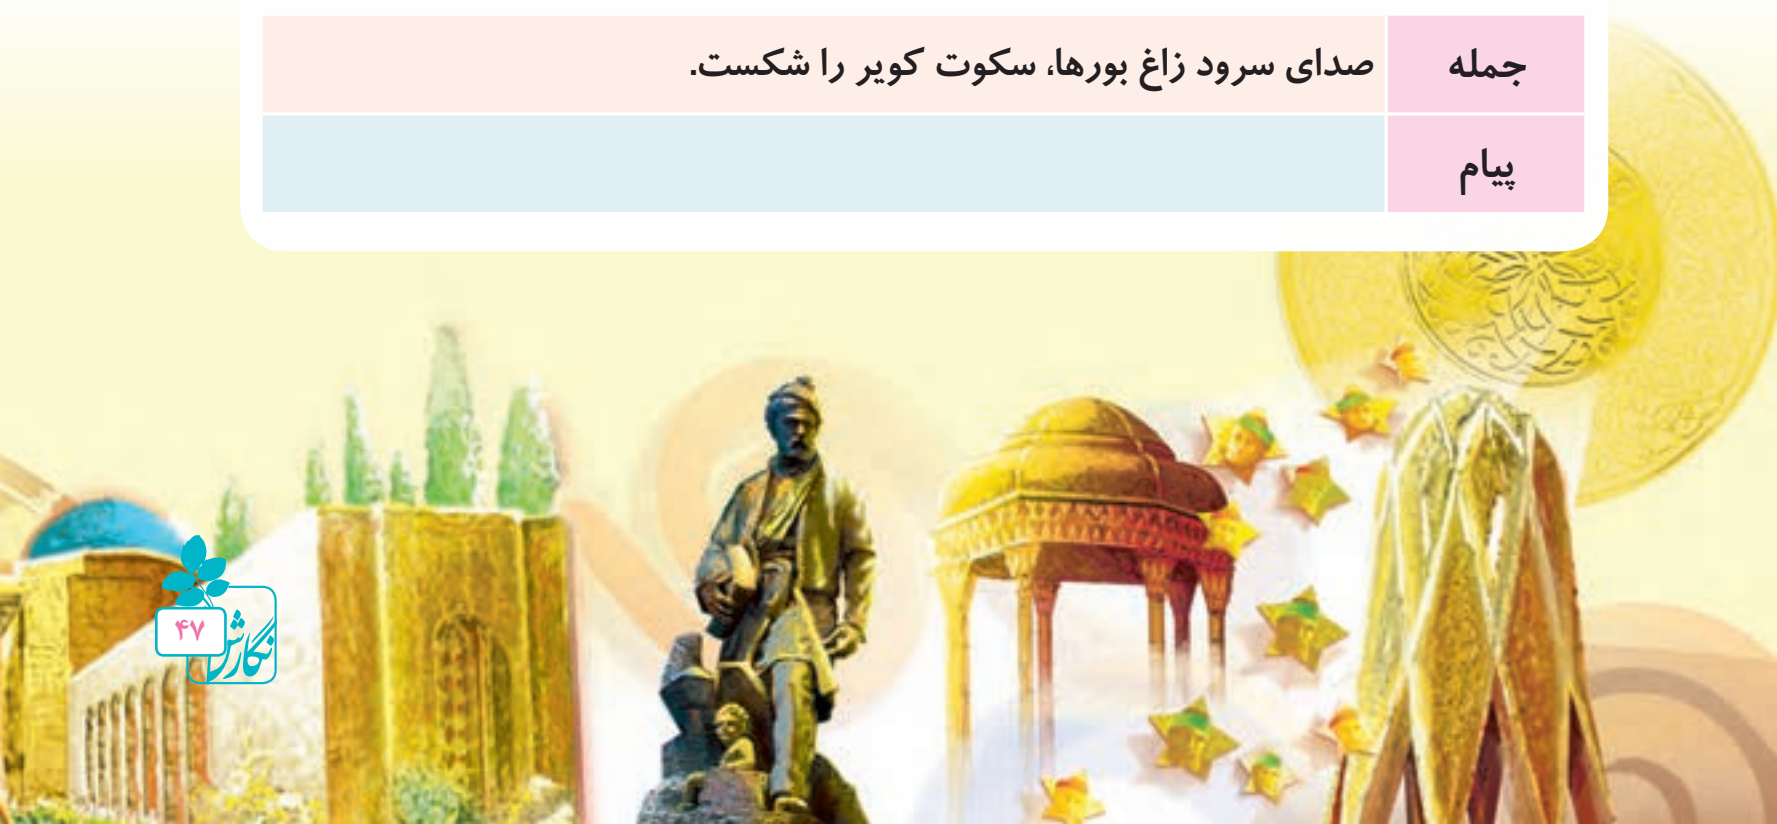 جمله
صدای سرود زاغ بورها، سکوت کویر را شکست.
پیام
۴۷
نگارش